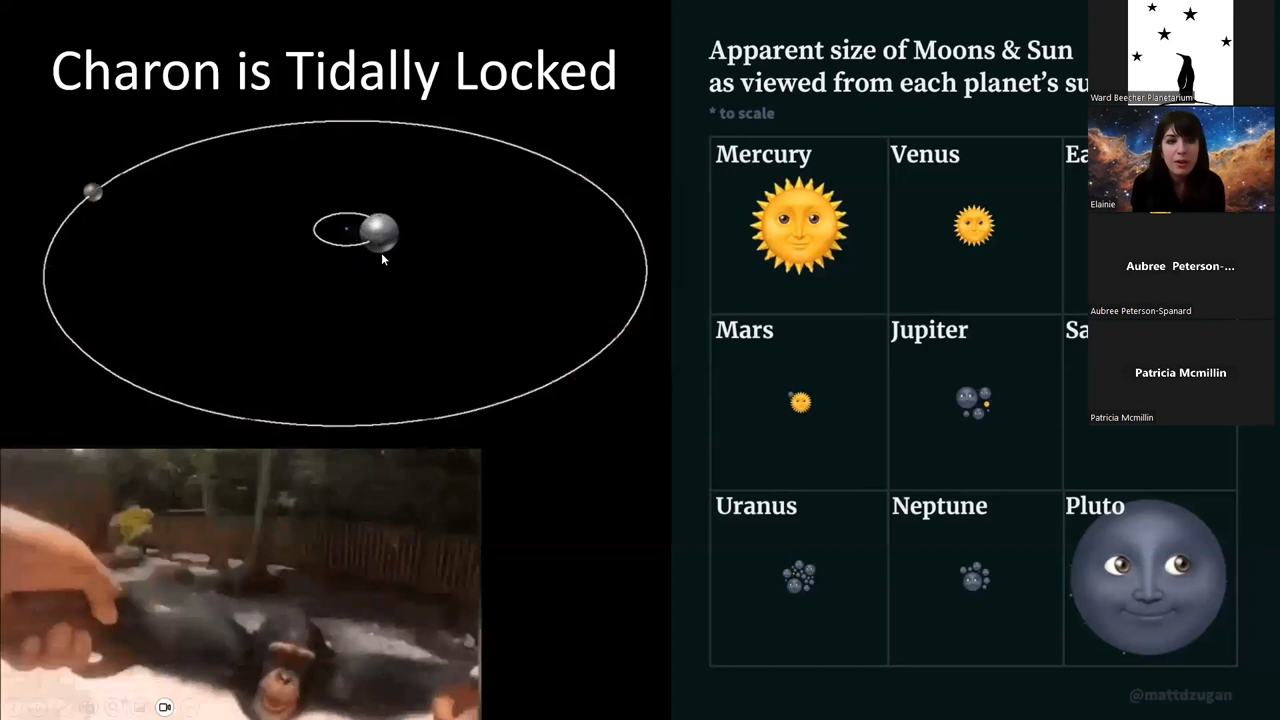 Charon is Tidally Locked
Apparent size of Moons & Sun
as viewed from each planet's su
* to scale
Mercury
Venus
Ea
Mars
Jupiter
Sa
Uranus
Neptune
Pluto
@mattdzugan
Ward Beecher Planetarium
Elainie
Aubree Peterson-...
Aubree Peterson-Spanard
Patricia Mcmillin
Patricia Mcmillin